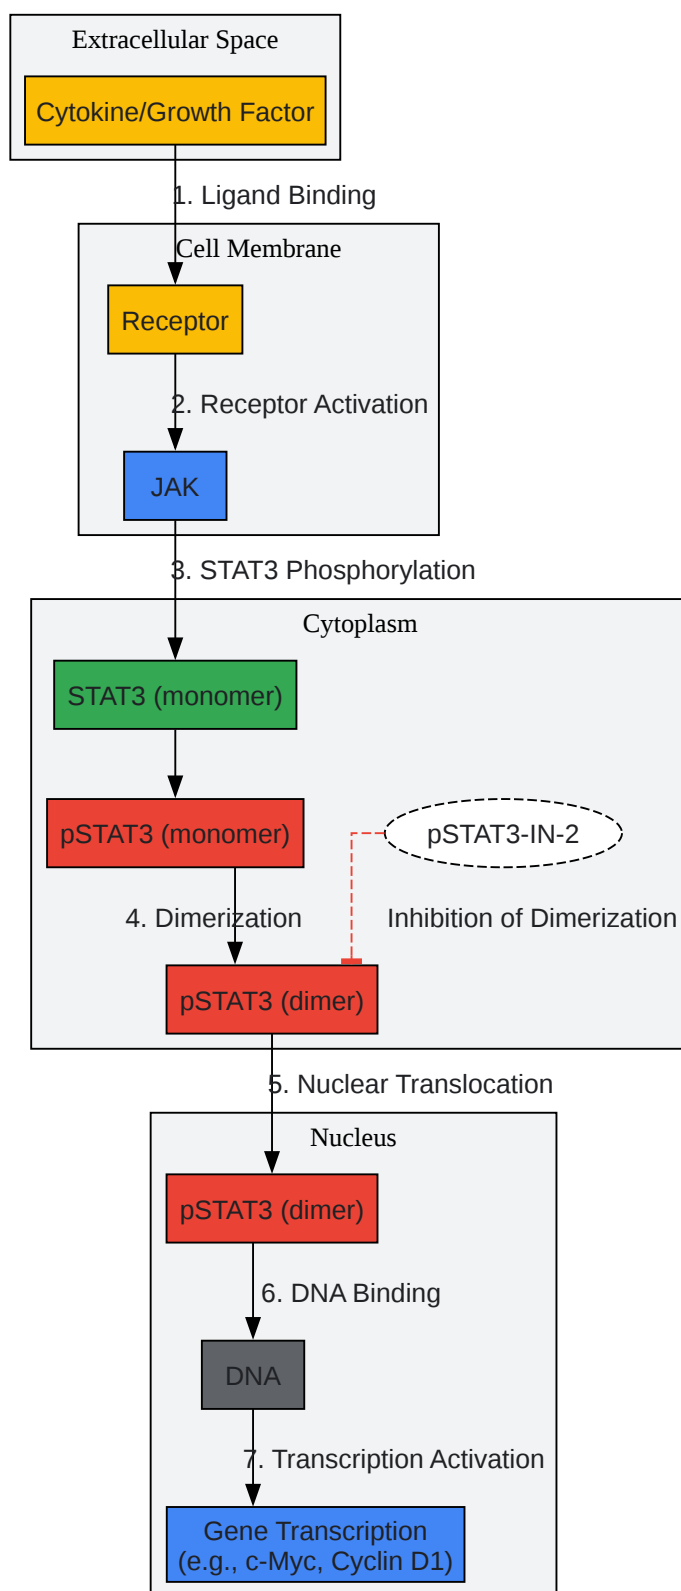 Extracellular Space
Cytokine/Growth Factor
1. Ligand Binding
Cell Membrane
Receptor
2. Receptor Activation
JAK
3. STAT3 Phosphorylation
Cytoplasm
STAT3 (monomer)
pSTAT3 (monomer)
pSTAT3-IN-2
4. Dimerization
Inhibition of Dimerization
pSTAT3 (dimer)
5. Nuclear Translocation
Nucleus
pSTAT3 (dimer)
6. DNA Binding
DNA
7. Transcription Activation
Gene Transcription
(e.g., c-Myc, Cyclin D1)